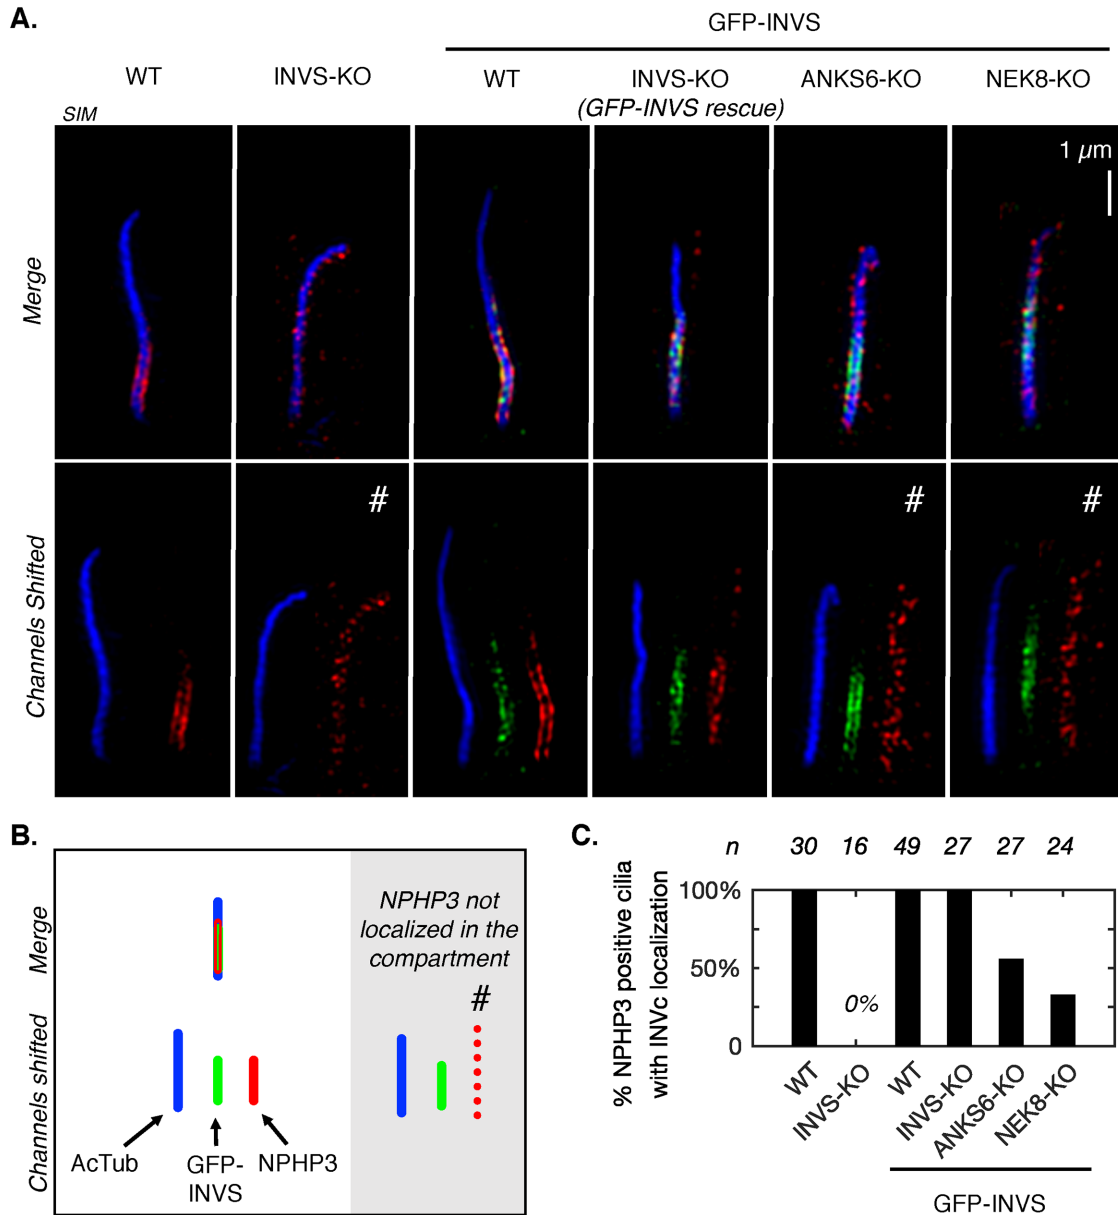 A.
GFP-INVS
WT
INVS-KO
WT
INVS-KO
ANKS6-KO
NEK8-KO
(GFP-INVS rescue)
SIM
1 µm
Merge
#
#
#
Channels Shifted
B.
Merge
NPHP3 not
localized in the
compartment
#
Channels shifted
AcTub
GFP-
INVS
NPHP3
C.
n
30
16
49
27
27
24
% NPHP3 positive cilia
with INVc localization
100%
50%
0
0%
WT
INVS-KO
WT
INVS-KO
ANKS6-KO
NEK8-KO
GFP-INVS